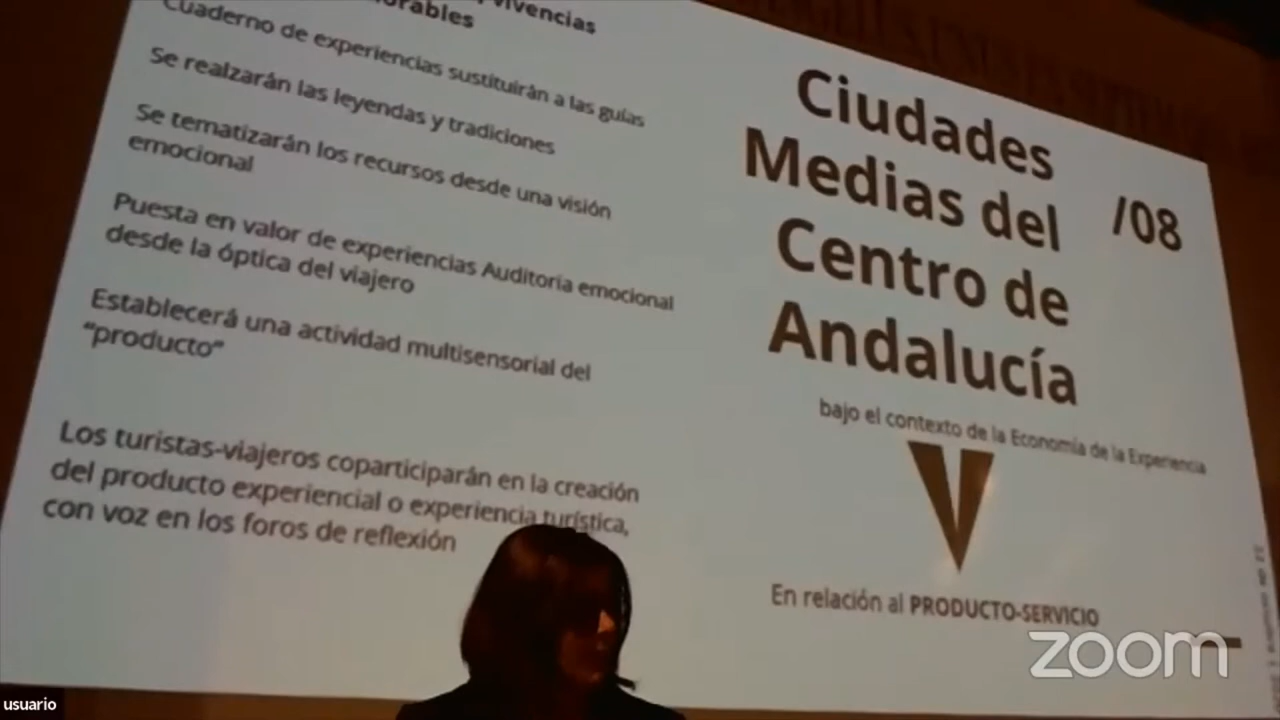 vivencias
Cuaderno de experiencias sustituirán a las guías
Se realzarán las leyendas y tradiciones
Se tematizarán los recursos desde una visión
emocional
Puesta en valor de experiencias Auditoria emocional
desde la óptica del viajero
Establecerá una actividad multisensorial del
“producto”
Los turistas-viajeros coparticiparán en la creación
del producto experiencial o experiencia turística,
con voz en los foros de reflexión
Ciudades
Medias del
Centro de
Andalucía
/08
bajo el contexto de la Economía de la Experiencia
En relación al PRODUCTO-SERVICIO
zoom
usuario